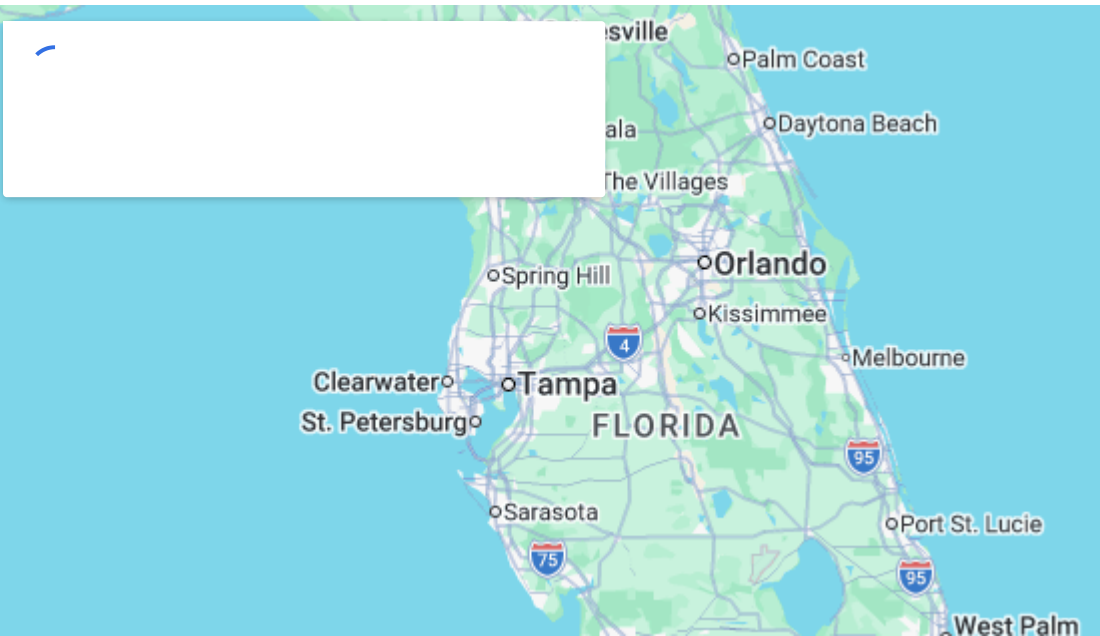 esville
Palm Coast
Daytona Beach
ala
The Villages
Orlando
Spring Hill
Kissimmee
4
Melbourne
Clearwater
Tampa
St. Petersburg
FLORIDA
95
Sarasota
Port St. Lucie
75
95
West Palm